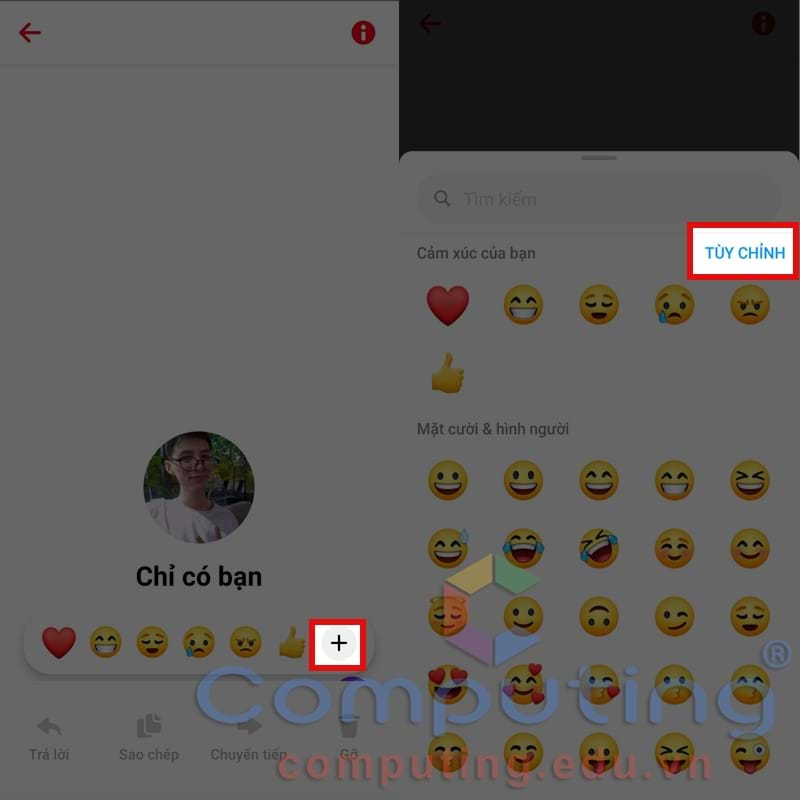 Chỉ có bạn
Trả lời
Sao chép
Chuyển tiếp
Gỡ
Tìm kiếm
Cảm xúc của bạn
TÙY CHỈNH
Mặt cười & hình người
Computing®
computing.edu.vn